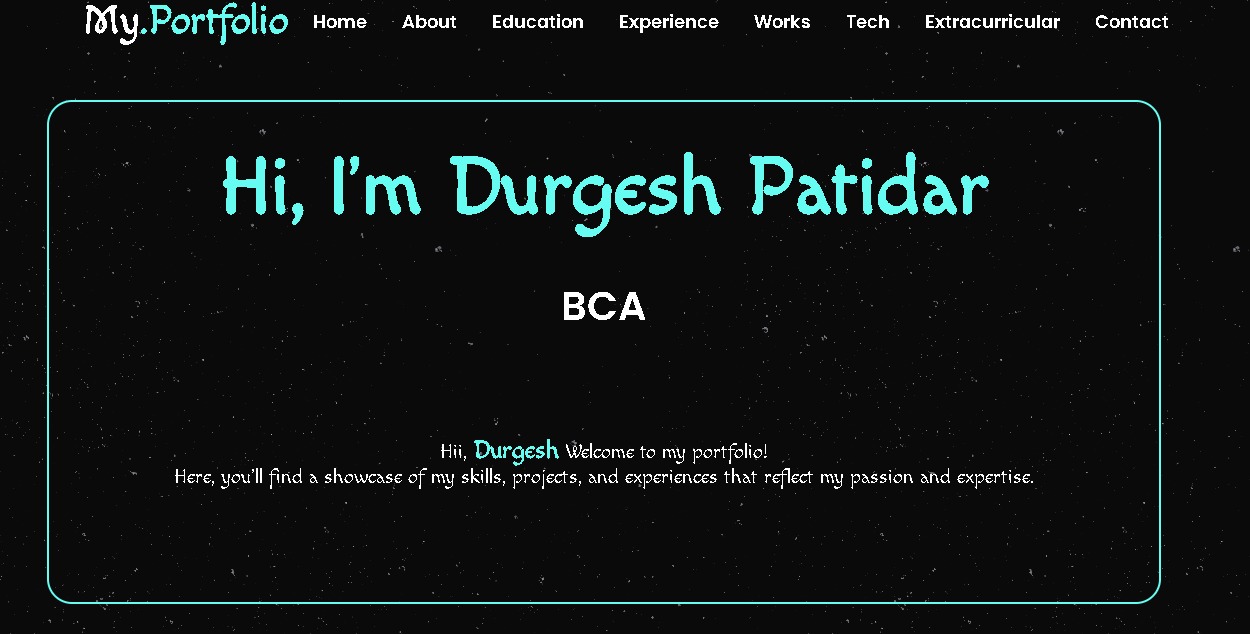 My.Portfolio Home About Education Experience Works Tech Extracurricular Contact
Hi, I'm Durgesh Patidar
BCA
Hii, Durgesh Welcome to my portfolio!
Here, you'll find a showcase of my skills, projects, and experiences that reflect my passion and expertise.